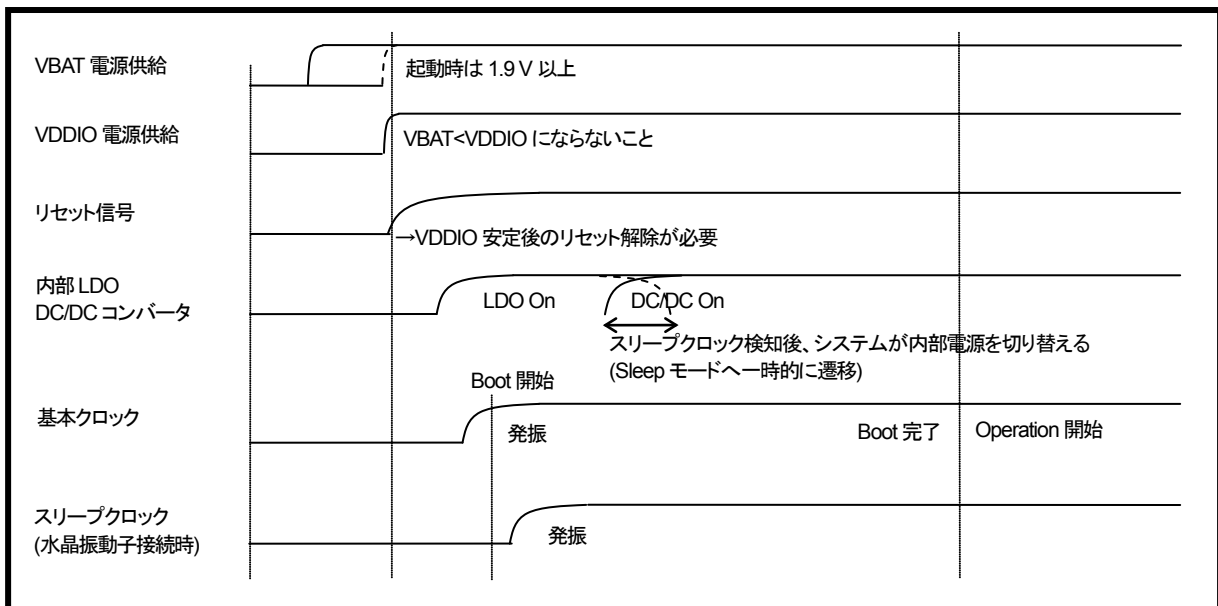 VBAT 電源供給
起動時は 1.9 V 以上
VDDIO 電源供給
VBAT<VDDIO にならないこと
リセット信号
→VDDIO 安定後のリセット解除が必要
内部 LDO
DC/DC コンバータ
LDO On
DC/DC On
スリープクロック検知後、システムが内部電源を切り替える
(Sleep モードへ一時的に遷移)
Boot 開始
基本クロック
発振
Boot 完了
Operation 開始
スリープクロック
(水晶振動子接続時)
発振